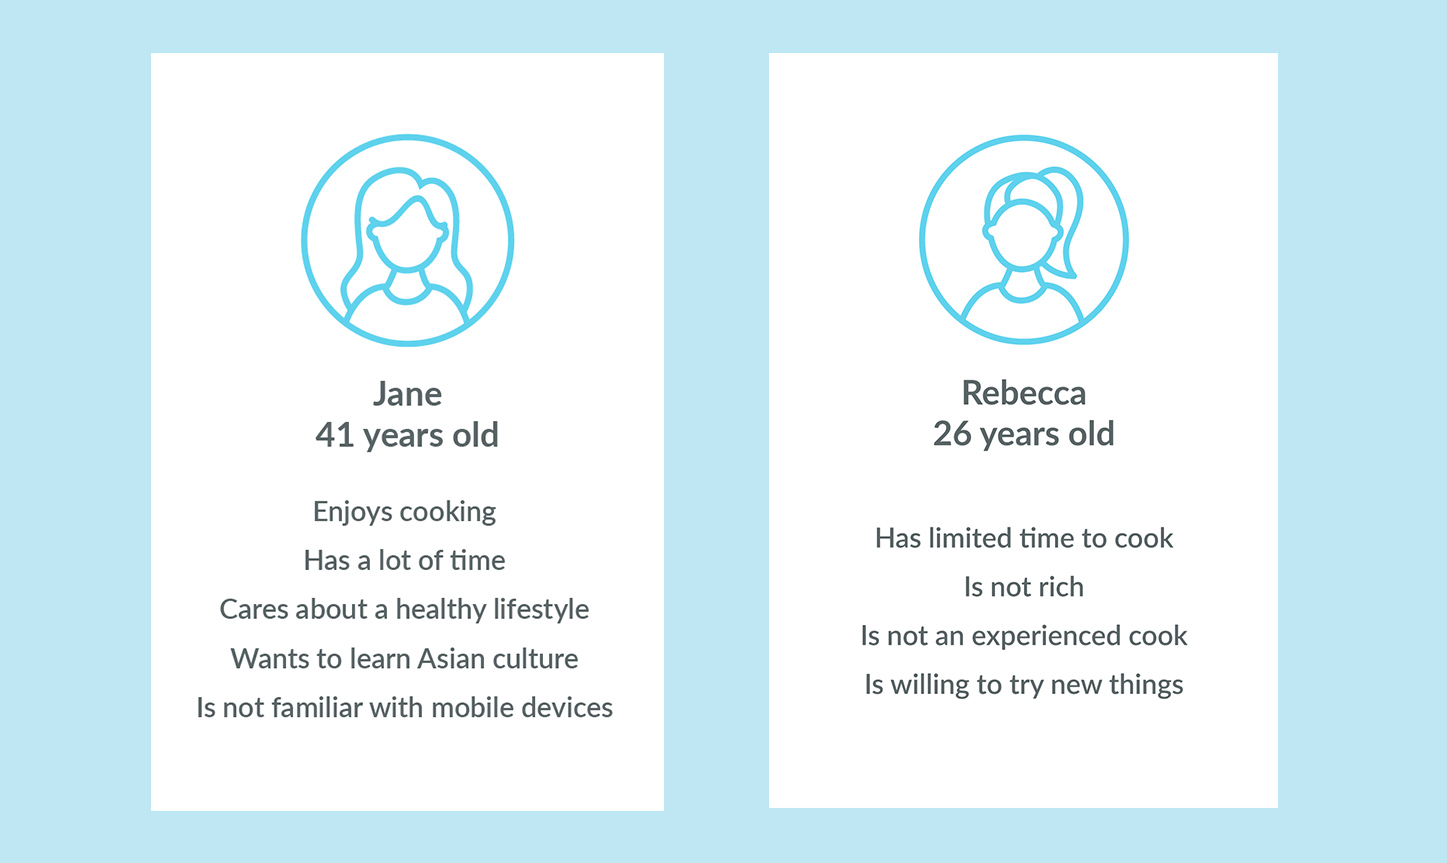 Jane
41 years old
Enjoys cooking
Has a lot of time
Cares about a healthy lifestyle
Wants to learn Asian culture
Is not familiar with mobile devices
Rebecca
26 years old
Has limited time to cook
Is not rich
Is not an experienced cook
Is willing to try new things